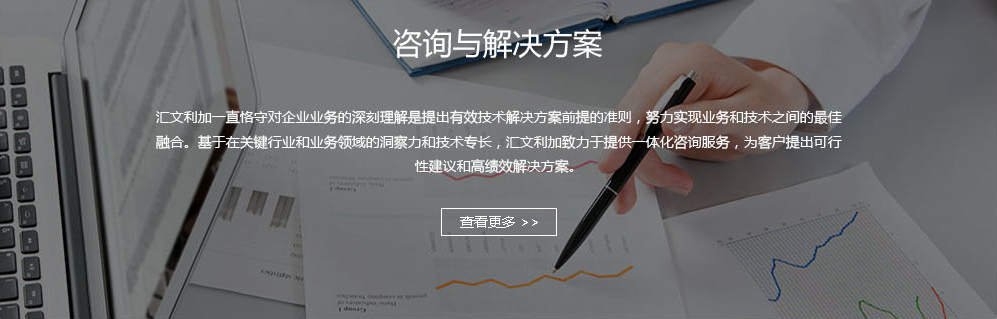 咨询与解决方案
汇文利加一直恪守对企业业务的深刻理解是提出有效技术解决方案前提的准则，努力实现业务和技术之间的最佳
融合。基于在关键行业和业务领域的洞察力和技术专长，汇文利加致力于提供一体化咨询服务，为客户提出可行
性建议和高绩效解决方案。
查看更多 >>